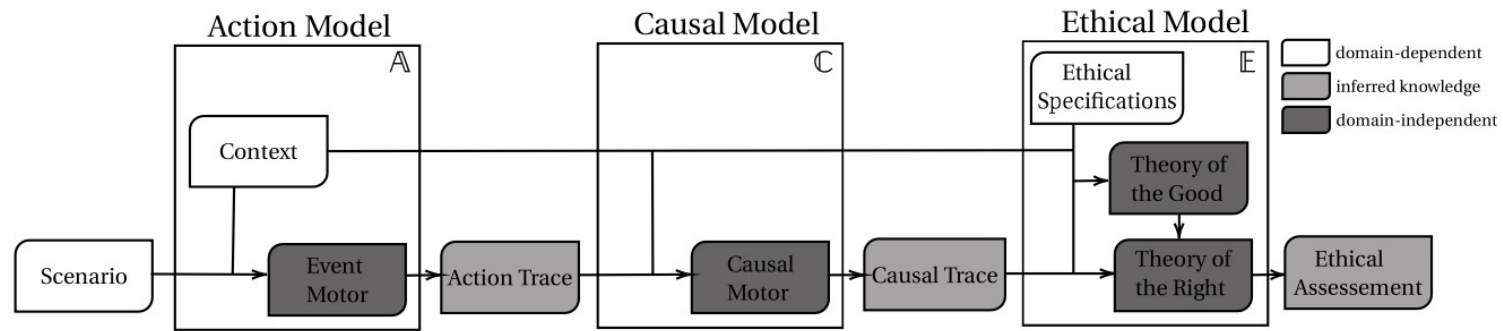 Action Model
𝔸
Context
Scenario
Event
Motor
Action Trace
Causal Model
ℂ
Causal
Motor
Causal Trace
Ethical Model
𝔼
Ethical
Specifications
Theory of
the Good
Theory of
the Right
Ethical
Assessement
domain-dependent
inferred knowledge
domain-independent